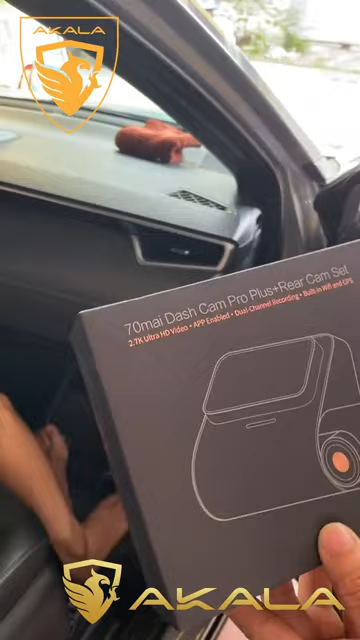 AKALA
70mai Dash Cam Pro Plus+Rear Cam Set
2.7K Ultra HD Video • APP Enabled • Dual-Channel Recording • Built-in Wifi and GPS
AKALA